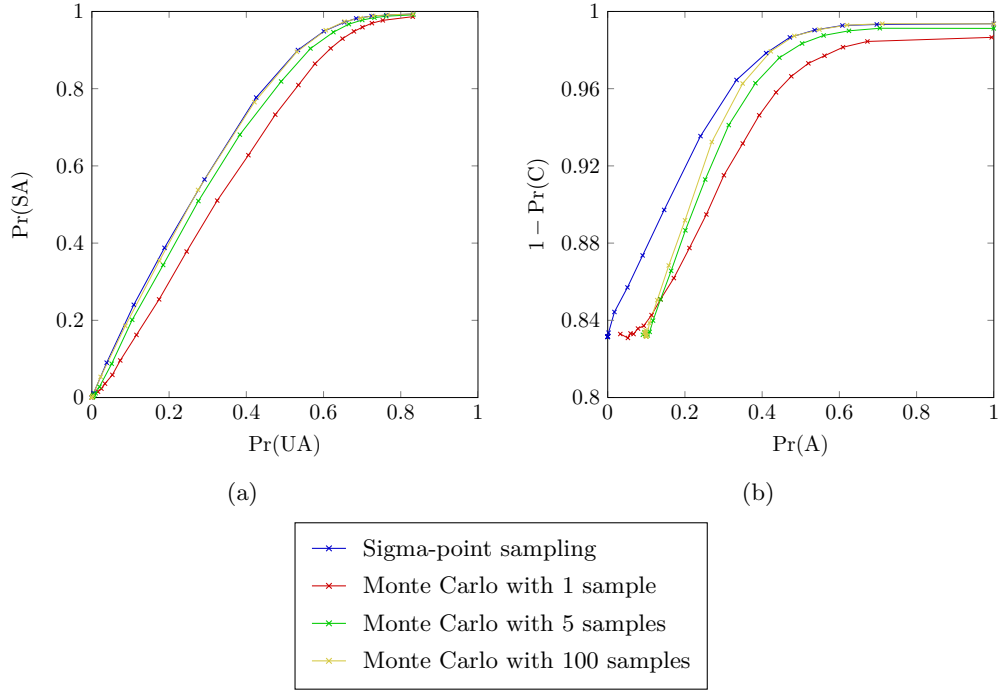 1
0.8
0.6
0.4
0.2
0
Pr(SA)
0
0.2
0.4
0.6
0.8
1
Pr(UA)
(a)
1
0.96
0.92
0.88
0.84
0.8
1 − Pr(C)
0
0.2
0.4
0.6
0.8
1
Pr(A)
(b)
Sigma-point sampling
Monte Carlo with 1 sample
Monte Carlo with 5 samples
Monte Carlo with 100 samples